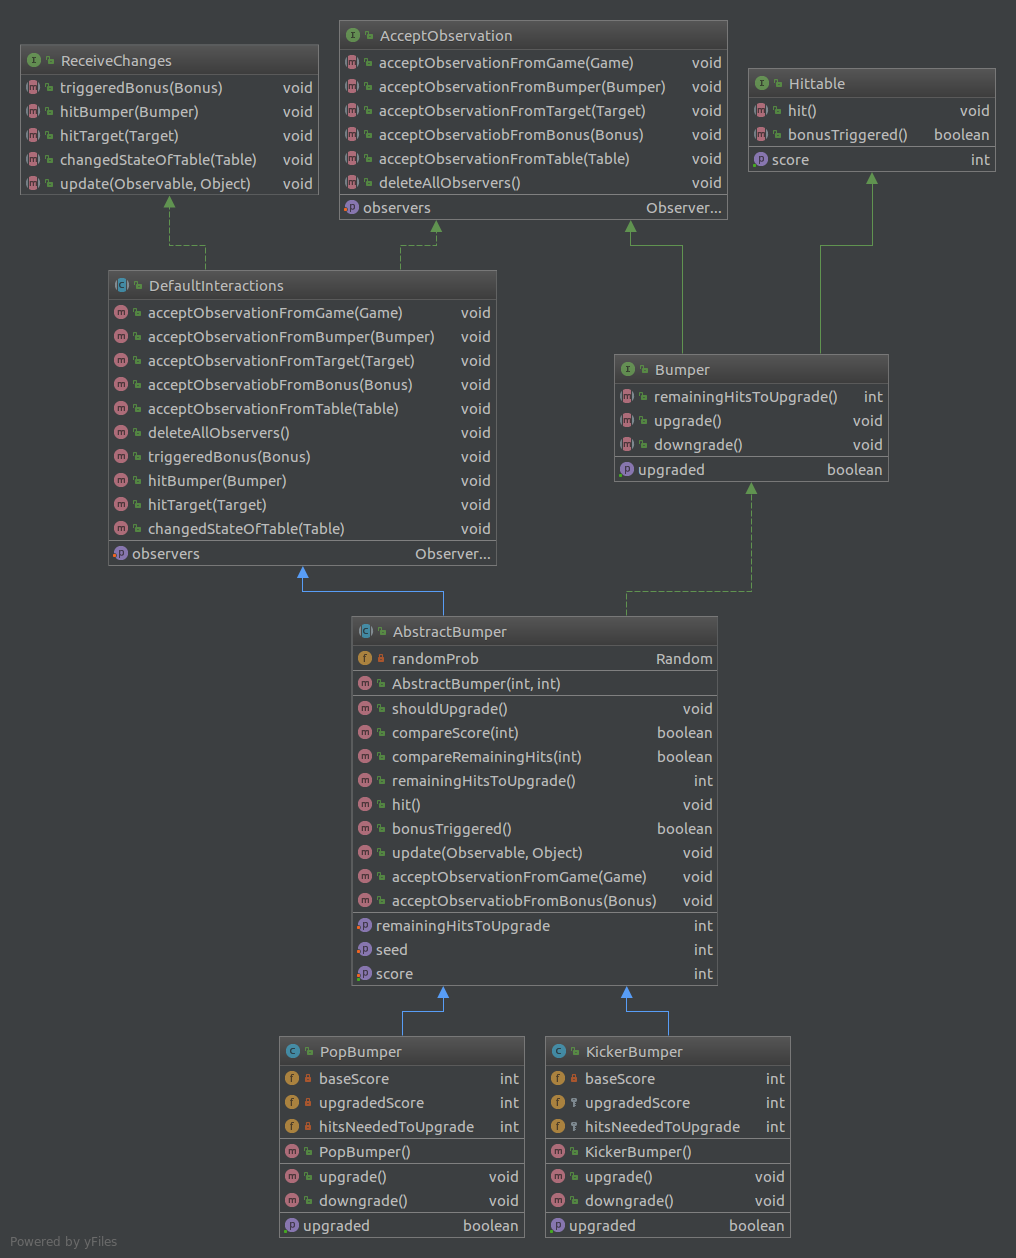 ReceiveChanges
triggeredBonus(Bonus) void
hitBumper(Bumper) void
hitTarget(Target) void
changedStateOfTable(Table) void
update(Observable, Object) void
AcceptObservation
acceptObservationFromGame(Game) void
acceptObservationFromBumper(Bumper) void
acceptObservationFromTarget(Target) void
acceptObservatiobFromBonus(Bonus) void
acceptObservationFromTable(Table) void
deleteAllObservers() void
observers Observer...
Hittable
hit() void
bonusTriggered() boolean
score int
DefaultInteractions
acceptObservationFromGame(Game) void
acceptObservationFromBumper(Bumper) void
acceptObservationFromTarget(Target) void
acceptObservatiobFromBonus(Bonus) void
acceptObservationFromTable(Table) void
deleteAllObservers() void
triggeredBonus(Bonus) void
hitBumper(Bumper) void
hitTarget(Target) void
changedStateOfTable(Table) void
observers Observer...
Bumper
remainingHitsToUpgrade() int
upgrade() void
downgrade() void
upgraded boolean
AbstractBumper
randomProb Random
AbstractBumper(int, int)
shouldUpgrade() void
compareScore(int) boolean
compareRemainingHits(int) boolean
remainingHitsToUpgrade() int
hit() void
bonusTriggered() boolean
update(Observable, Object) void
acceptObservationFromGame(Game) void
acceptObservatiobFromBonus(Bonus) void
remainingHitsToUpgrade int
seed int
score int
PopBumper
baseScore int
upgradedScore int
hitsNeededToUpgrade int
PopBumper()
upgrade() void
downgrade() void
upgraded boolean
KickerBumper
baseScore int
upgradedScore int
hitsNeededToUpgrade int
KickerBumper()
upgrade() void
downgrade() void
upgraded boolean
Powered by yFiles